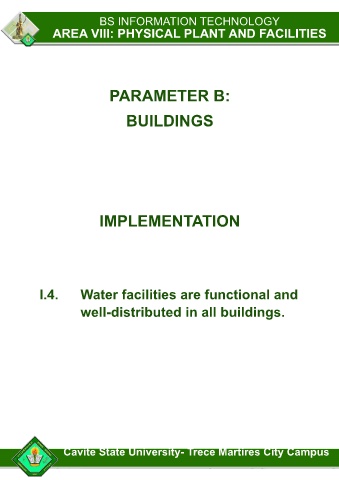 BS INFORMATION TECHNOLOGY
AREA VIII: PHYSICAL PLANT AND FACILITIES
PARAMETER B:
BUILDINGS
IMPLEMENTATION
I.4. Water facilities are functional and
well-distributed in all buildings.
Cavite State University- Trece Martires City Campus